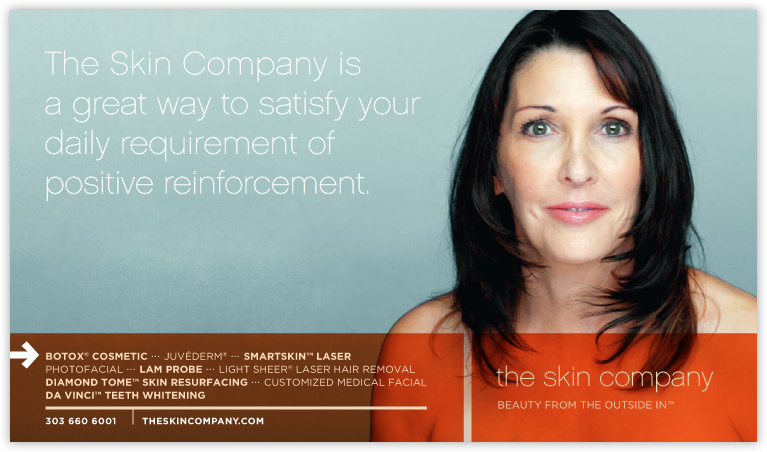 The Skin Company is
a great way to satisfy your
daily requirement of
positive reinforcement.
BOTOX® COSMETIC ··· JUVÉDERM® ··· SMARTSKIN™ LASER
PHOTOFACIAL ··· LAM PROBE ··· LIGHT SHEER® LASER HAIR REMOVAL
DIAMOND TOME™ SKIN RESURFACING ··· CUSTOMIZED MEDICAL FACIAL
DA VINCI™ TEETH WHITENING
303 660 6001 | THESKINCOMPANY.COM
the skin company
BEAUTY FROM THE OUTSIDE IN™